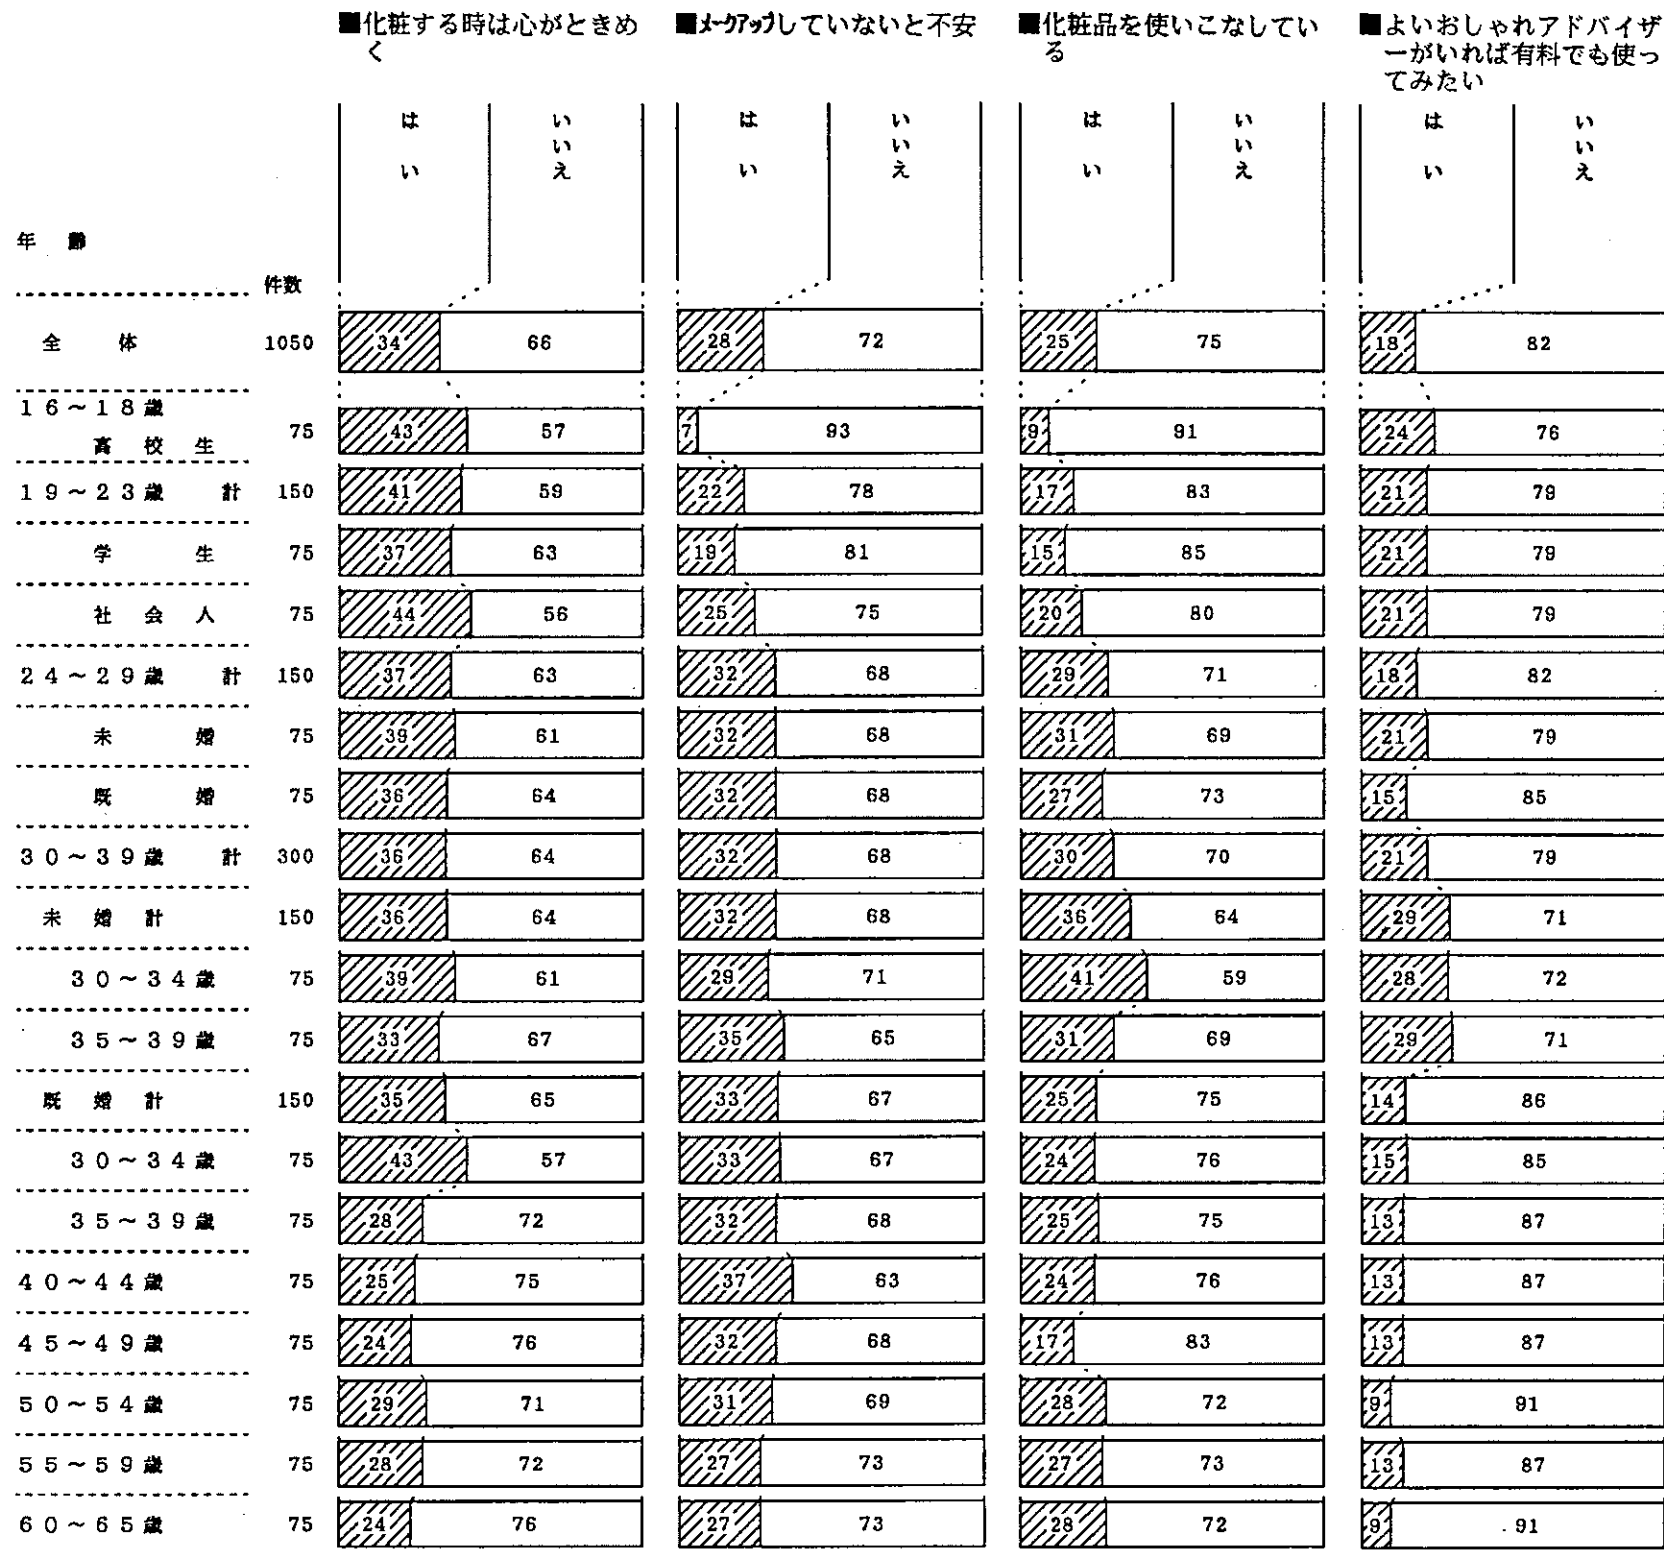 ■化粧する時は心がときめ
く
■メークアップしていないと不安
■化粧品を使いこなしてい
る
■よいおしゃれアドバイザ
ーがいれば有料でも使っ
てみたい
はい いいえ はい いいえ はい いいえ はい いいえ
年齢
件数
全体 1050 34 66 28 72 25 75 18 82
16~18歳
高校生 75 43 57 7 93 9 91 24 76
19~23歳 計 150 41 59 22 78 17 83 21 79
学生 75 37 63 19 81 15 85 21 79
社会人 75 44 56 25 75 20 80 21 79
24~29歳 計 150 37 63 32 68 29 71 18 82
未婚 75 39 61 32 68 31 69 21 79
既婚 75 36 64 32 68 27 73 15 85
30~39歳 計 300 36 64 32 68 30 70 21 79
未婚計 150 36 64 32 68 36 64 29 71
30~34歳 75 39 61 29 71 41 59 28 72
35~39歳 75 33 67 35 65 31 69 29 71
既婚計 150 35 65 33 67 25 75 14 86
30~34歳 75 43 57 33 67 24 76 15 85
35~39歳 75 28 72 32 68 25 75 13 87
40~44歳 75 25 75 37 63 24 76 13 87
45~49歳 75 24 76 32 68 17 83 13 87
50~54歳 75 29 71 31 69 28 72 9 91
55~59歳 75 28 72 27 73 27 73 13 87
60~65歳 75 24 76 27 73 28 72 9 91